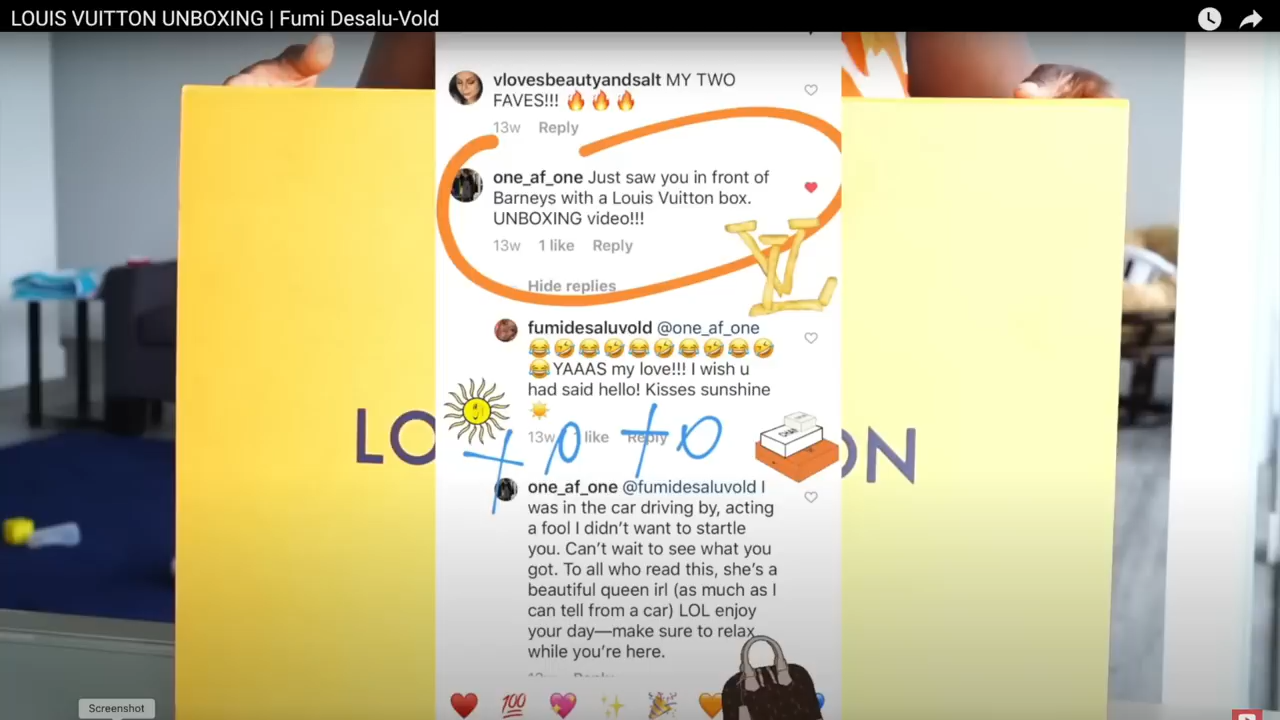 LOUIS VUITTON UNBOXING | Fumi Desalu-Vold
vlovesbeautyandsalt MY TWO
FAVES!!! 🔥🔥🔥
13w Reply
one_af_one Just saw you in front of
Barneys with a Louis Vuitton box.
UNBOXING video!!!
13w 1 like Reply
LV
Hide replies
fumidesaluvold @one_af_one
😂🤣😂🤣😂🤣😂🤣😂🤣
😂YAAAS my love!!! I wish u
had said hello! Kisses sunshine
☀️
13w 1 like Reply
LO
ON
one_af_one @fumidesaluvold I
was in the car driving by, acting
a fool I didn't want to startle
you. Can't wait to see what you
got. To all who read this, she's a
beautiful queen irl (as much as I
can tell from a car) LOL enjoy
your day—make sure to relax
while you're here.
Reply
💯
Screenshot